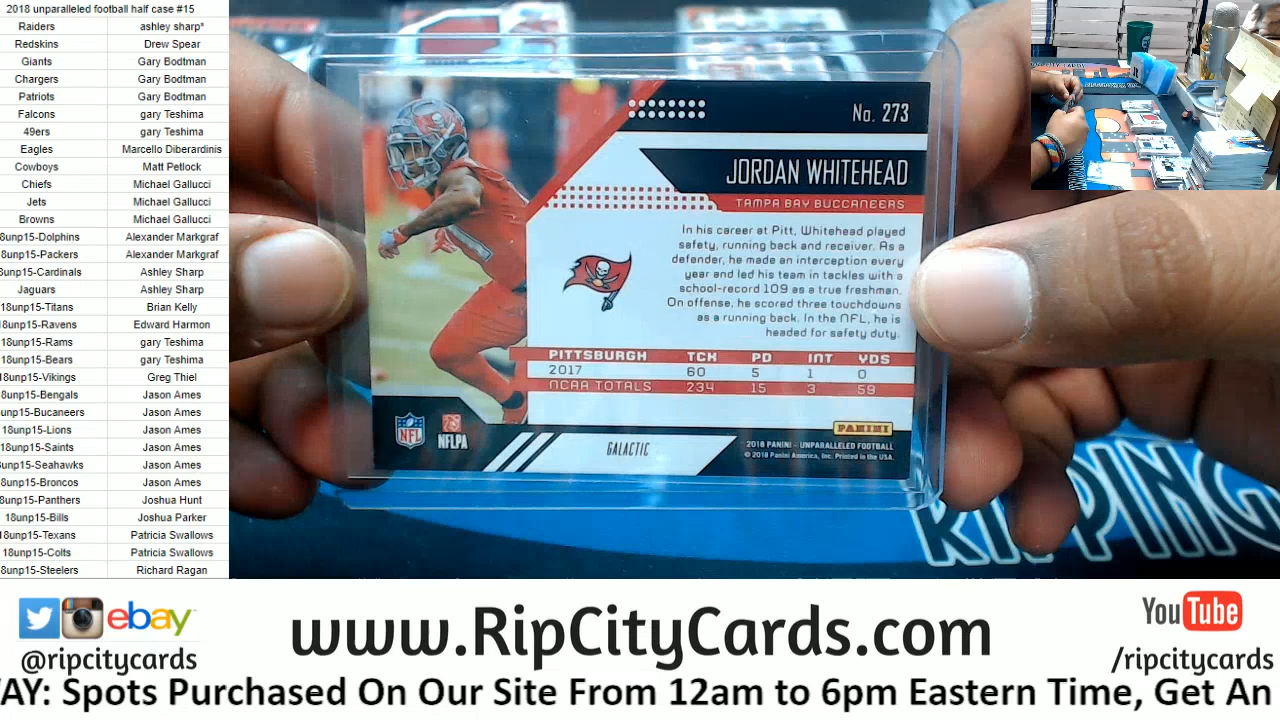 2018 unparalleled football half case #15
Raiders ashley sharp*
Redskins Drew Spear
Giants Gary Bodtman
Chargers Gary Bodtman
Patriots Gary Bodtman
Falcons gary Teshima
49ers gary Teshima
Eagles Marcello Diberardinis
Cowboys Matt Petlock
Chiefs Michael Gallucci
Jets Michael Gallucci
Browns Michael Gallucci
8unp15-Dolphins Alexander Markgraf
8unp15-Packers Alexander Markgraf
8unp15-Cardinals Ashley Sharp
Jaguars Ashley Sharp
18unp15-Titans Brian Kelly
8unp15-Ravens Edward Harmon
18unp15-Rams gary Teshima
18unp15-Bears gary Teshima
8unp15-Vikings Greg Thiel
8unp15-Bengals Jason Ames
unp15-Bucaneers Jason Ames
18unp15-Lions Jason Ames
18unp15-Saints Jason Ames
unp15-Seahawks Jason Ames
8unp15-Broncos Jason Ames
8unp15-Panthers Joshua Hunt
18unp15-Bills Joshua Parker
8unp15-Texans Patricia Swallows
18unp15-Colts Patricia Swallows
8unp15-Steelers Richard Ragan
No. 273
JORDAN WHITEHEAD
TAMPA BAY BUCCANEERS
In his career at Pitt, Whitehead played
safety, running back and receiver. As a
defender, he made an interception every
year and led his team in tackles with a
school-record 109 as a true freshman.
On offense, he scored three touchdowns
as a running back. In the NFL, he is
headed for safety duty.
PITTSBURGH TCK PD INT YDS
2017 60 5 1 0
NCAA TOTALS 234 15 3 59
NFL
NFLPA
GALACTIC
PANINI
2018 PANINI - UNPARALLELED FOOTBALL
© 2018 Panini America, Inc. Printed in the USA.
RIPPING
ebay
@ripcitycards
www.RipCityCards.com
YouTube
/ripcitycards
AY: Spots Purchased On Our Site From 12am to 6pm Eastern Time, Get An